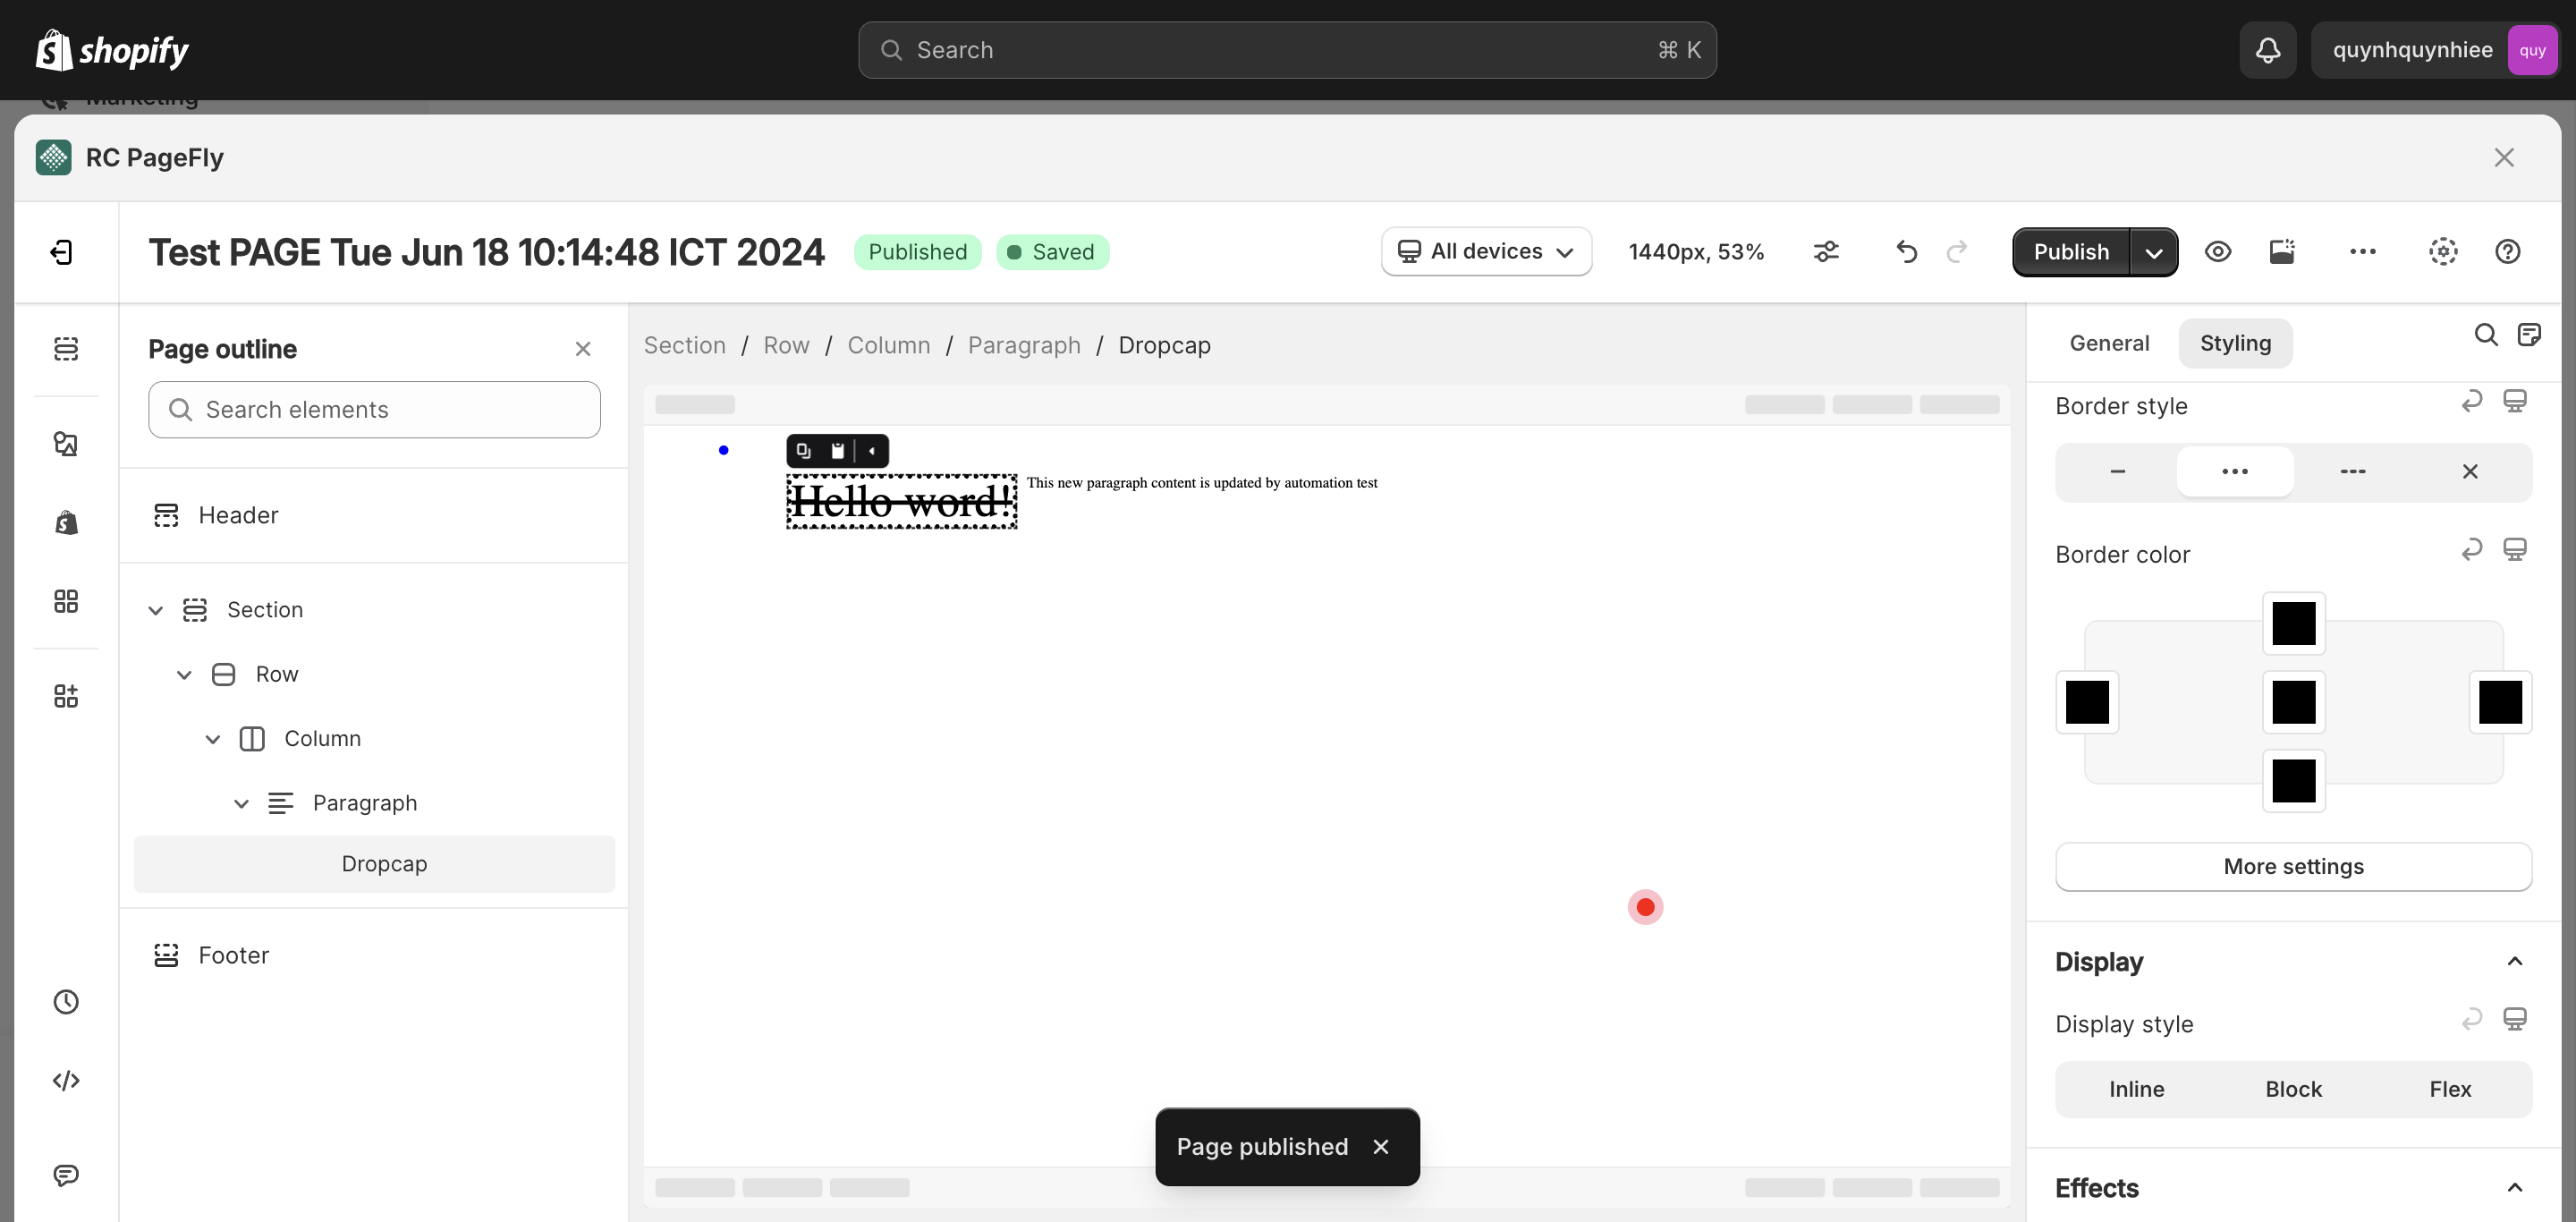 shopify
Search
⌘ K
quynhquynhiee
quy
Marketing
RC PageFly
Test PAGE Tue Jun 18 10:14:48 ICT 2024
Published
Saved
All devices
1440px, 53%
Publish
Page outline
Search elements
Header
Section
Row
Column
Paragraph
Dropcap
Footer
Section / Row / Column / Paragraph / Dropcap
Hello word!
This new paragraph content is updated by automation test
Page published
General
Styling
Border style
Border color
More settings
Display
Display style
Inline
Block
Flex
Effects